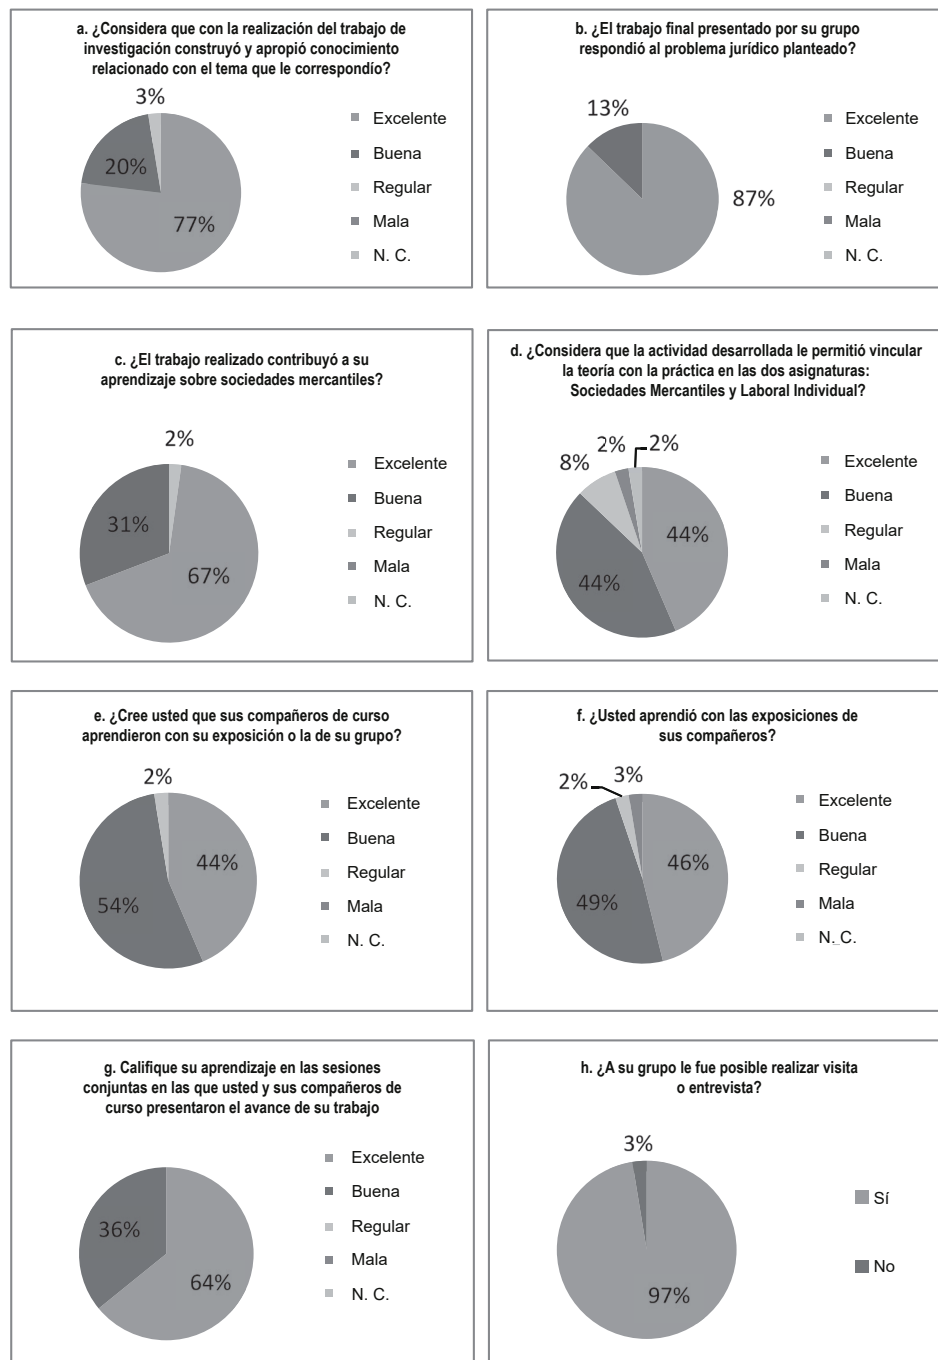 a. ¿Considera que con la realización del trabajo de
investigación construyó y apropió conocimiento
relacionado con el tema que le correspondío?
3%
20%
77%
Excelente
Buena
Regular
Mala
N. C.
b. ¿El trabajo final presentado por su grupo
respondió al problema jurídico planteado?
13%
87%
Excelente
Buena
Regular
Mala
N. C.
c. ¿El trabajo realizado contribuyó a su
aprendizaje sobre sociedades mercantiles?
2%
31%
67%
Excelente
Buena
Regular
Mala
N. C.
d. ¿Considera que la actividad desarrollada le permitió vincular
la teoría con la práctica en las dos asignaturas:
Sociedades Mercantiles y Laboral Individual?
8%
2%
2%
44%
44%
Excelente
Buena
Regular
Mala
N. C.
e. ¿Cree usted que sus compañeros de curso
aprendieron con su exposición o la de su grupo?
2%
44%
54%
Excelente
Buena
Regular
Mala
N. C.
f. ¿Usted aprendió con las exposiciones de
sus compañeros?
2%
3%
46%
49%
Excelente
Buena
Regular
Mala
N. C.
g. Califique su aprendizaje en las sesiones
conjuntas en las que usted y sus compañeros de
curso presentaron el avance de su trabajo
36%
64%
Excelente
Buena
Regular
Mala
N. C.
h. ¿A su grupo le fue posible realizar visita
o entrevista?
3%
97%
Sí
No